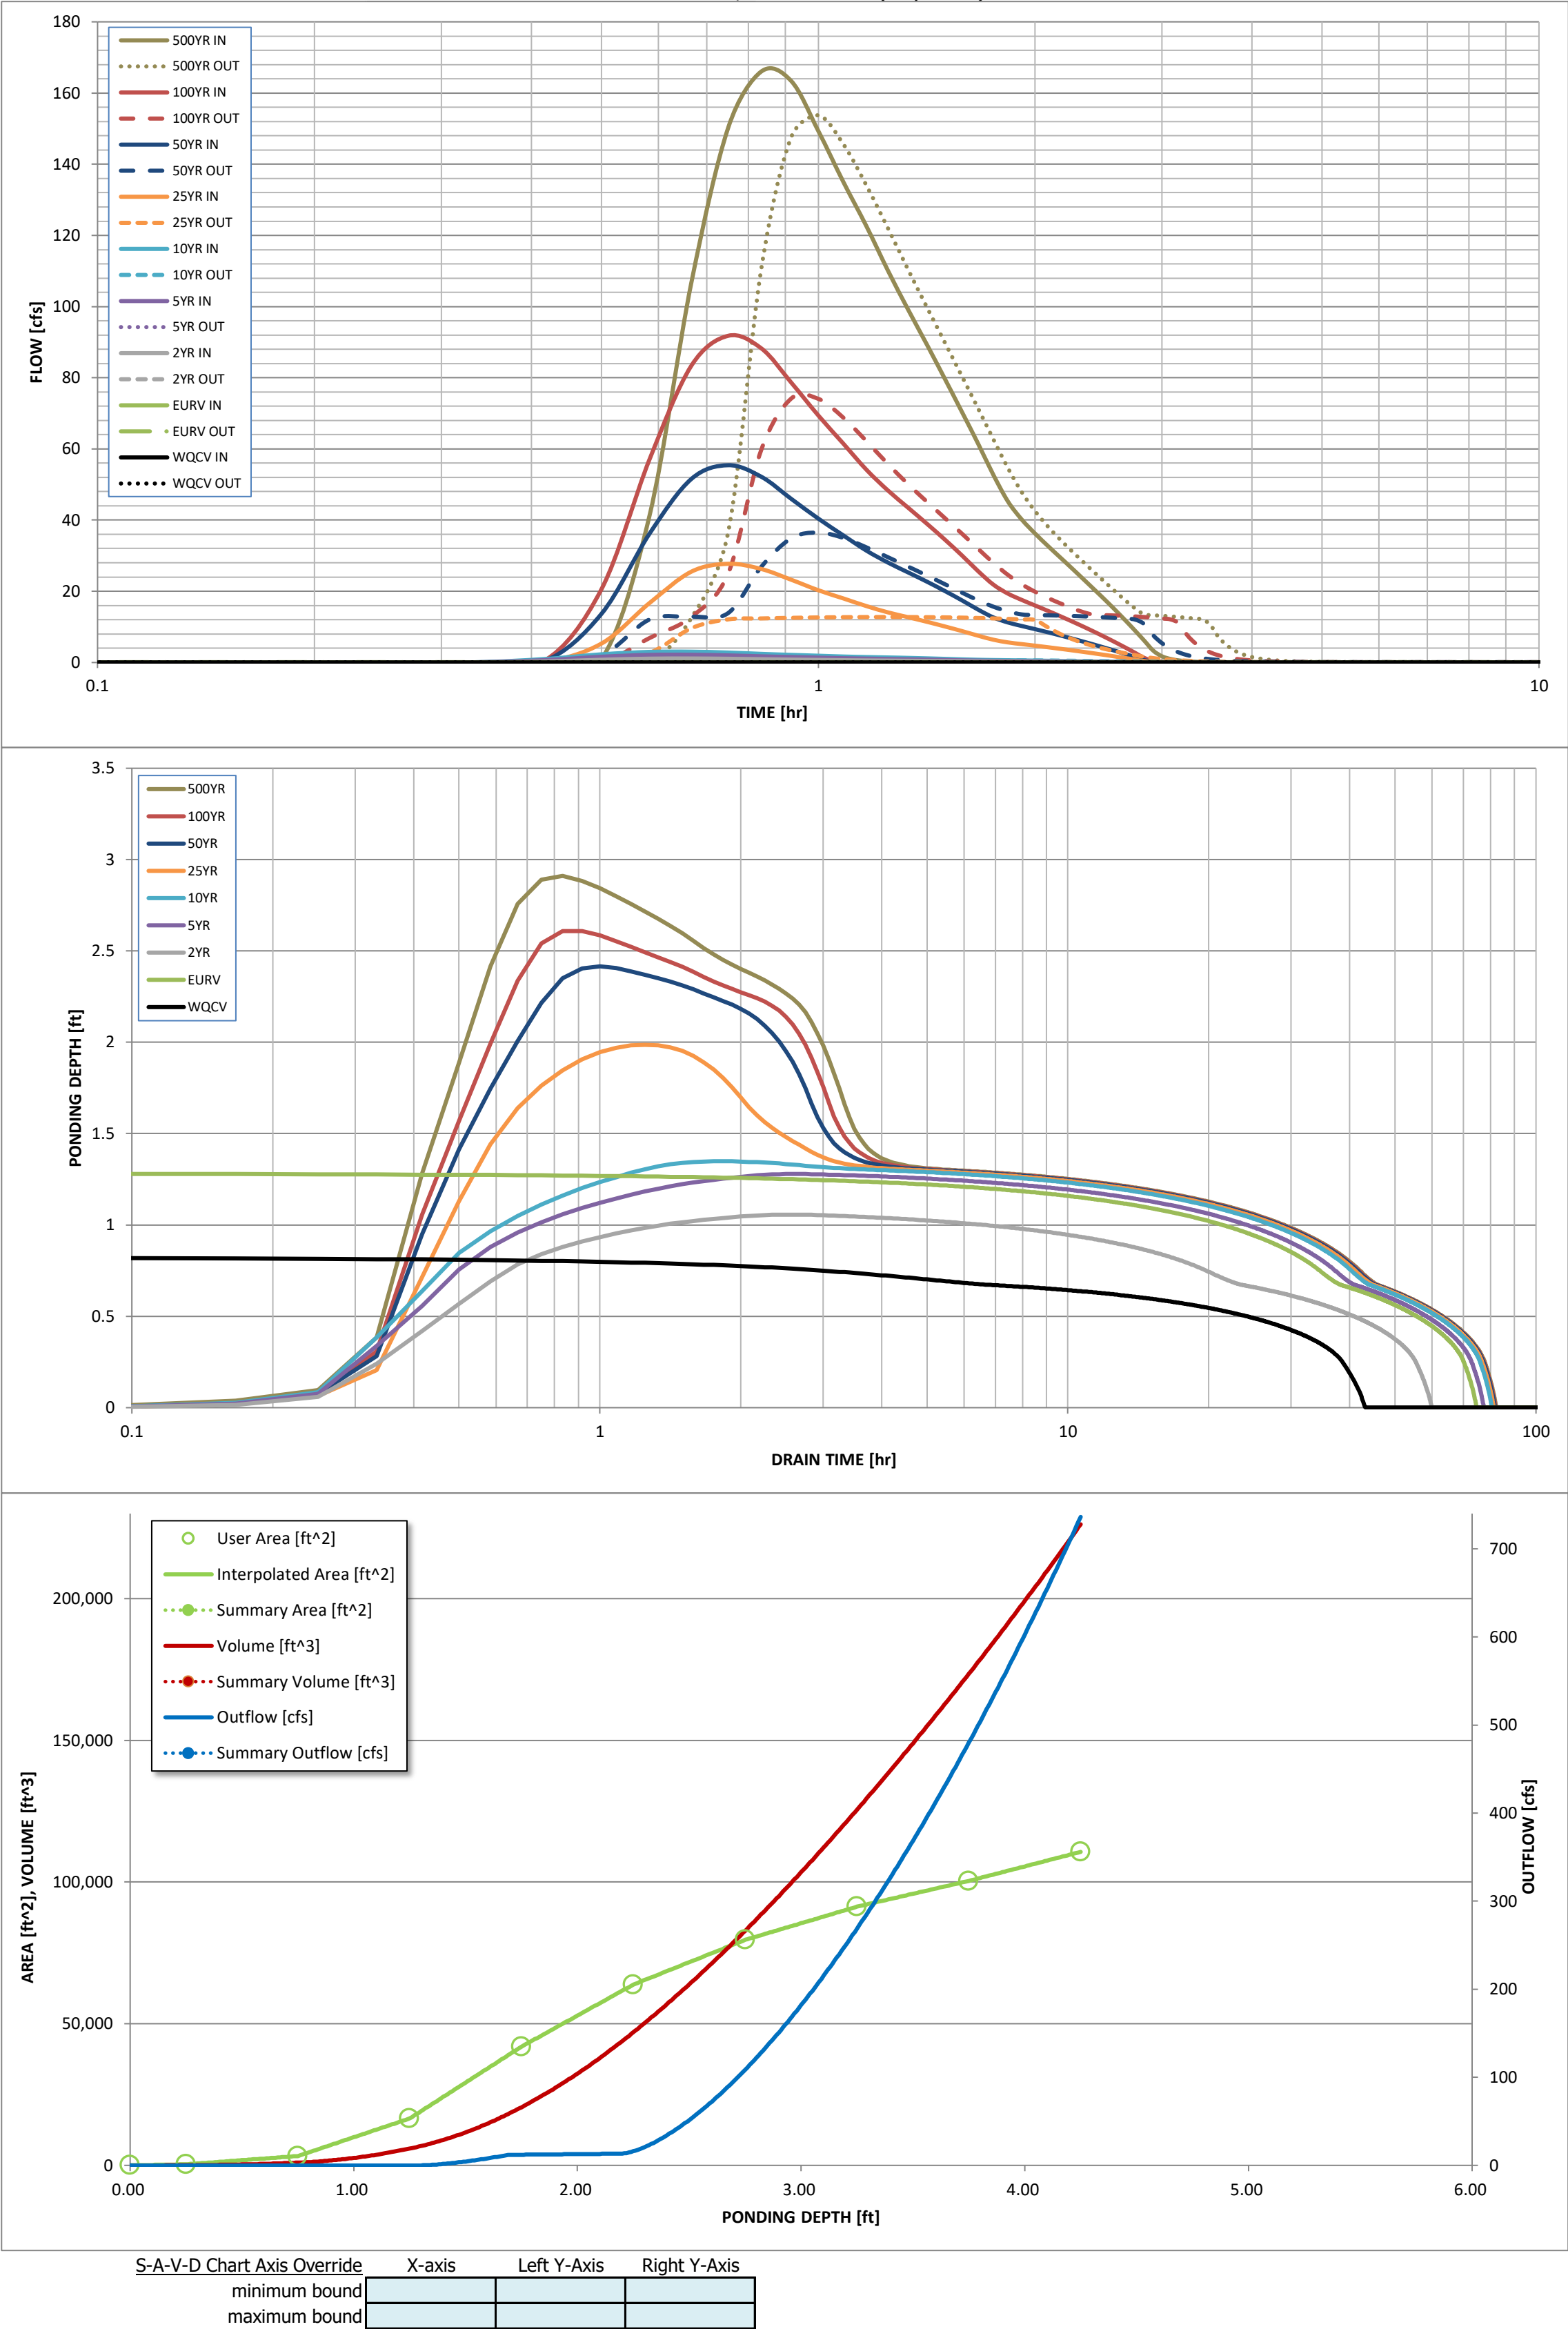 180
160
140
120
100
80
60
40
20
0
FLOW [cfs]
500YR IN
500YR OUT
100YR IN
100YR OUT
50YR IN
50YR OUT
25YR IN
25YR OUT
10YR IN
10YR OUT
5YR IN
5YR OUT
2YR IN
2YR OUT
EURV IN
EURV OUT
WQCV IN
WQCV OUT
0.1
1
10
TIME [hr]
3.5
3
2.5
2
1.5
1
0.5
0
PONDING DEPTH [ft]
500YR
100YR
50YR
25YR
10YR
5YR
2YR
EURV
WQCV
0.1
1
10
100
DRAIN TIME [hr]
200,000
150,000
100,000
50,000
0
AREA [ft^2], VOLUME [ft^3]
User Area [ft^2]
Interpolated Area [ft^2]
Summary Area [ft^2]
Volume [ft^3]
Summary Volume [ft^3]
Outflow [cfs]
Summary Outflow [cfs]
700
600
500
400
300
200
100
0
OUTFLOW [cfs]
0.00
1.00
2.00
3.00
4.00
5.00
6.00
PONDING DEPTH [ft]
S-A-V-D Chart Axis Override X-axis Left Y-Axis Right Y-Axis
minimum bound
maximum bound